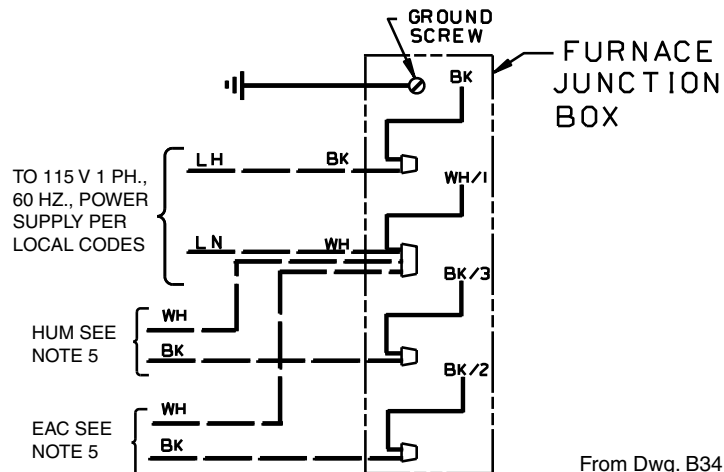 GROUND
SCREW
FURNACE
JUNCTION
BOX
BK
TO 115 V 1 PH.,
60 HZ., POWER
SUPPLY PER
LOCAL CODES
LH
BK
WH/1
LN
WH
BK/3
HUM SEE
NOTE 5
WH
BK
BK/2
EAC SEE
NOTE 5
WH
BK
From Dwg. B34